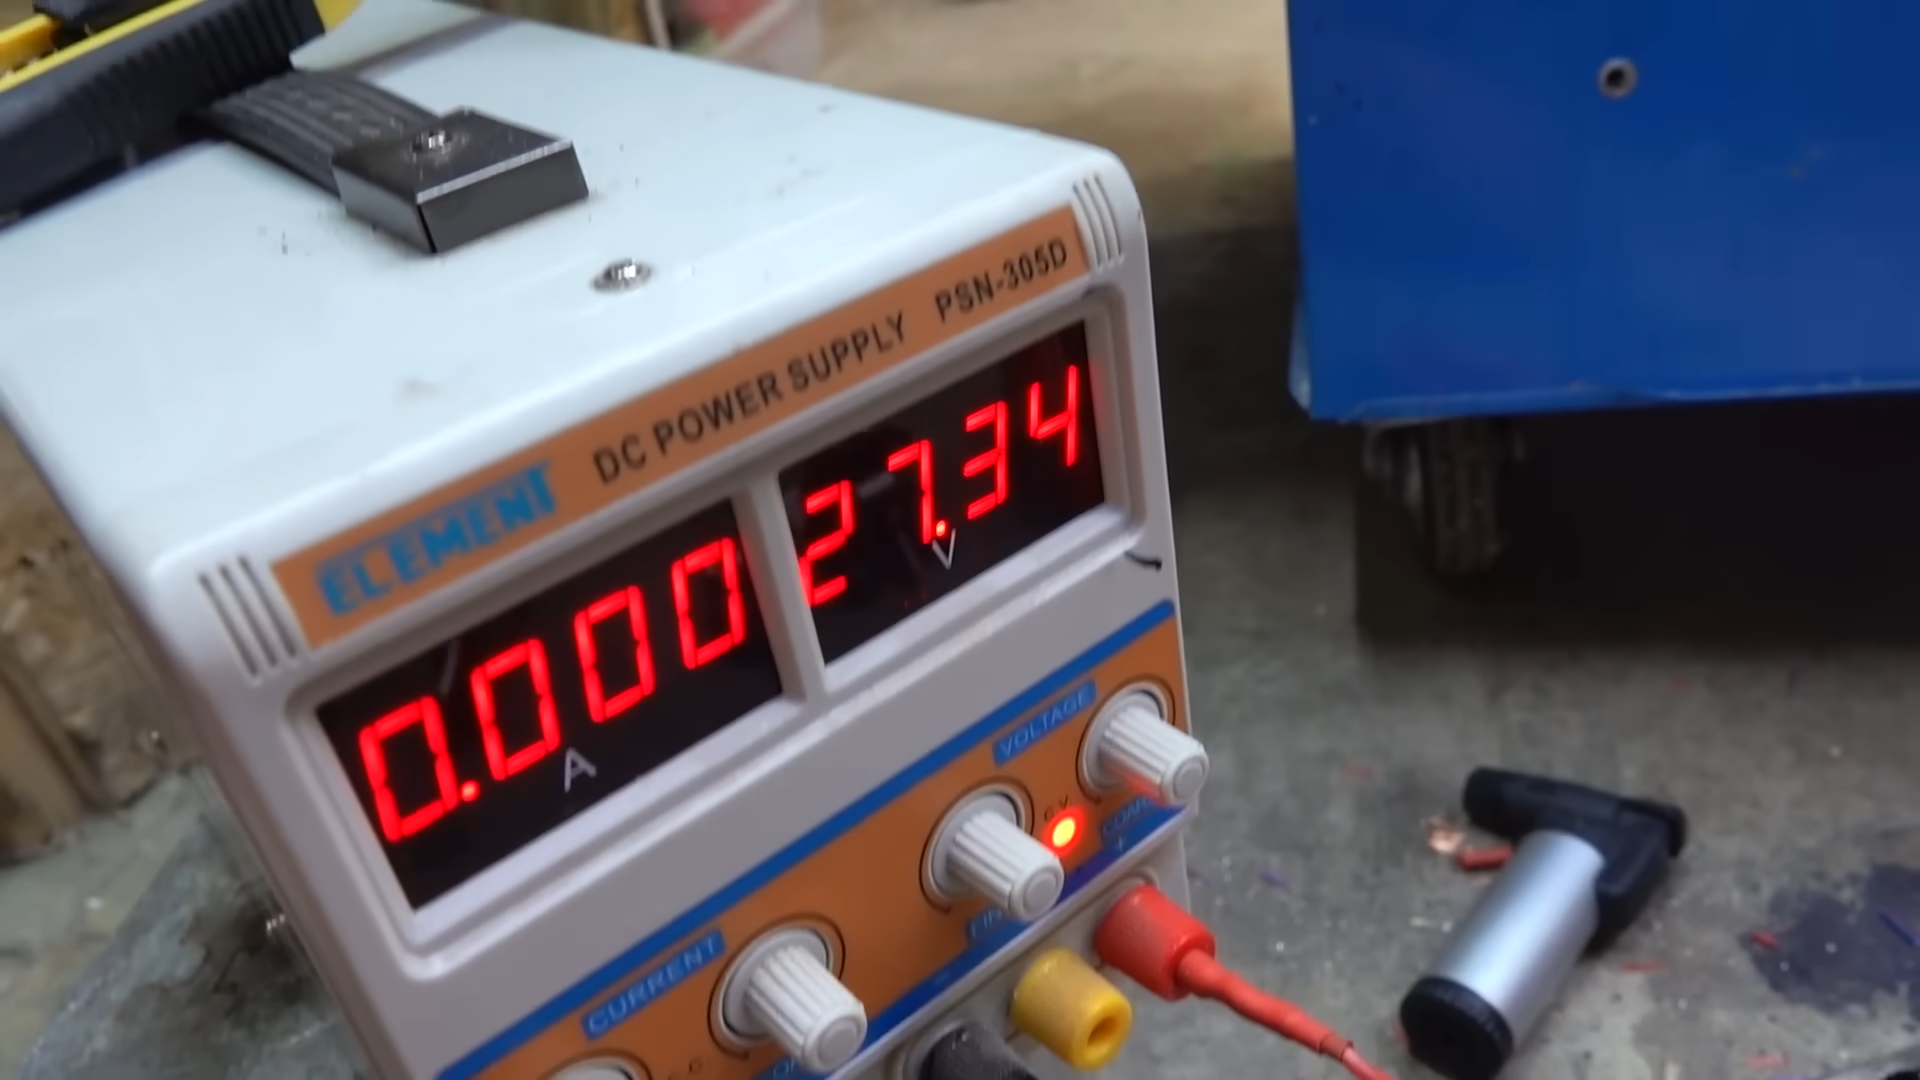 ELEMENT DC POWER SUPPLY PSN-305D
0.000 27.34
A V
VOLTAGE
C.V
+
CURRENT
-